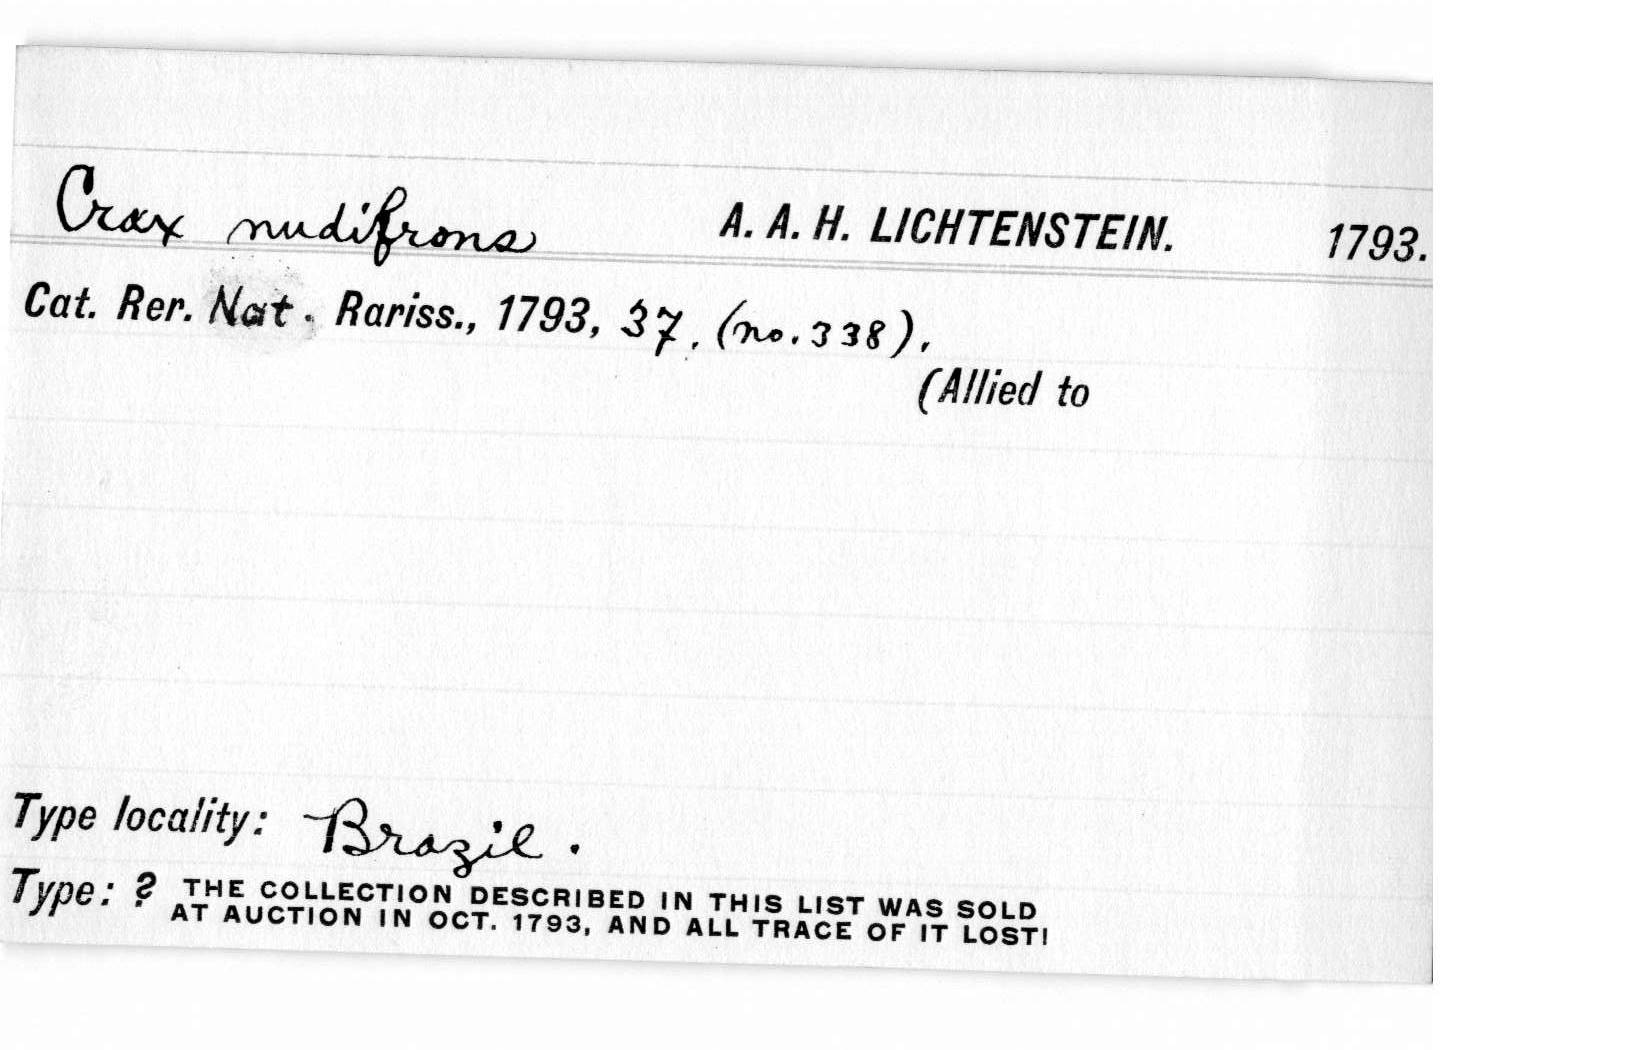 Crax nudifrons A. A. H. LICHTENSTEIN. 1793.
Cat. Rer. Nat. Rariss., 1793, 37, (no. 338),
(Allied to
Type locality: Brazil.
Type: ? THE COLLECTION DESCRIBED IN THIS LIST WAS SOLD
AT AUCTION IN OCT. 1793, AND ALL TRACE OF IT LOST!